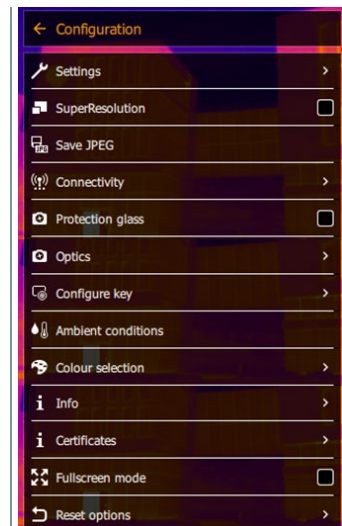 Configuration
Settings
SuperResolution
Save JPEG
Connectivity
Protection glass
Optics
Configure key
Ambient conditions
Colour selection
Info
Certificates
Fullscreen mode
Reset options